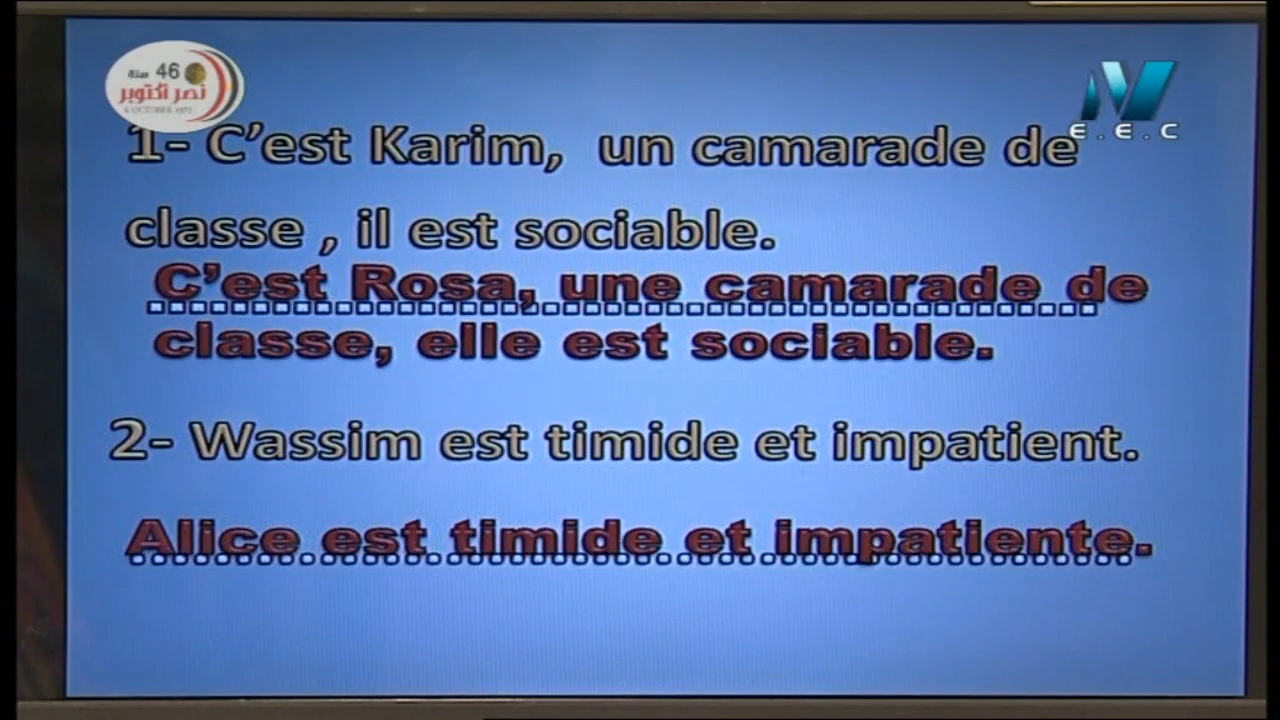 46 سنة
نصر أكتوبر
6 OCTOBER 1973
E.E.C
1- C’est Karim, un camarade de
classe , il est sociable.
C’est Rosa, une camarade de
classe, elle est sociable.
2- Wassim est timide et impatient.
Alice est timide et impatiente.